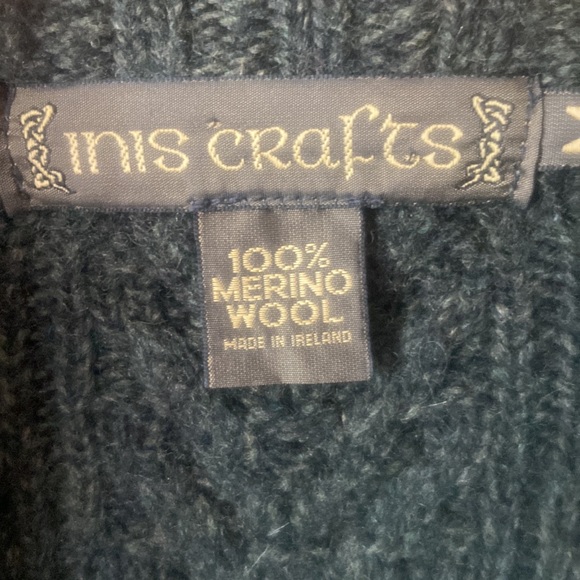 INIS CRAFTS
100%
MERINO
WOOL
MADE IN IRELAND